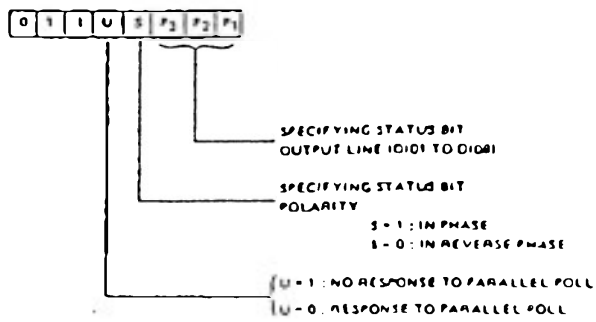 0 1 1 U S P3 P2 P1
SPECIFYING STATUS BIT
OUTPUT LINE (DIO1 TO DIO8)
SPECIFYING STATUS BIT
POLARITY
S = 1 : IN PHASE
S = 0 : IN REVERSE PHASE
U = 1 : NO RESPONSE TO PARALLEL POLL
U = 0 : RESPONSE TO PARALLEL POLL